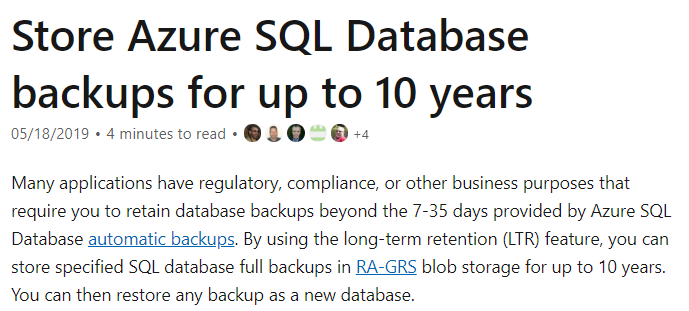 Store Azure SQL Database
backups for up to 10 years
05/18/2019 • 4 minutes to read • +4
Many applications have regulatory, compliance, or other business purposes that
require you to retain database backups beyond the 7-35 days provided by Azure SQL
Database automatic backups. By using the long-term retention (LTR) feature, you can
store specified SQL database full backups in RA-GRS blob storage for up to 10 years.
You can then restore any backup as a new database.